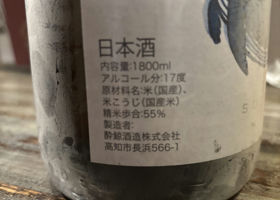 日本酒
内容量:1800ml
アルコール分:17度
原材料名:米(国産)、
米こうじ(国産米)
精米歩合:55%
製造者:
酔鯨酒造株式会社
高知市長浜566-1